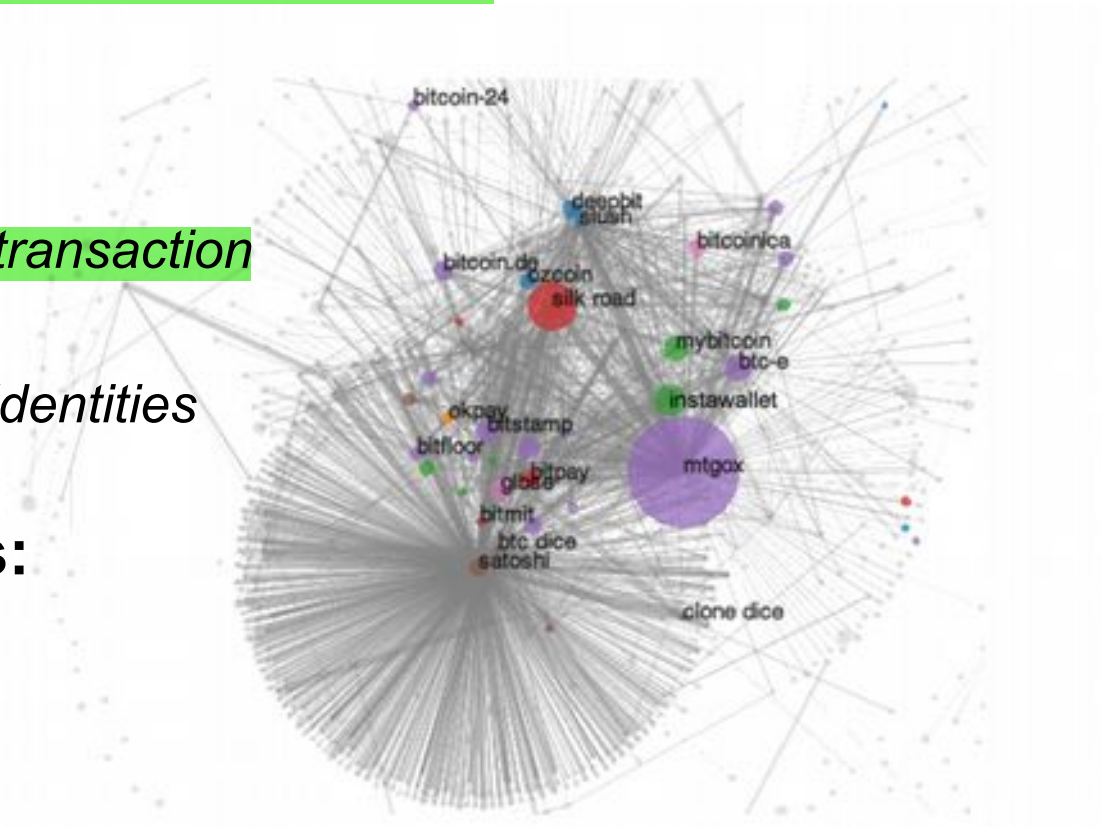 transaction
identities
s:
bitcoin-24
deepbit
slush
bitcoinica
bitcoin.de
ozcoin
silk road
mybitcoin
btc-e
instawallet
okpay
bitstamp
bitfloor
mtgox
bitpay
glbse
bitmit
btc dice
satoshi
clone dice